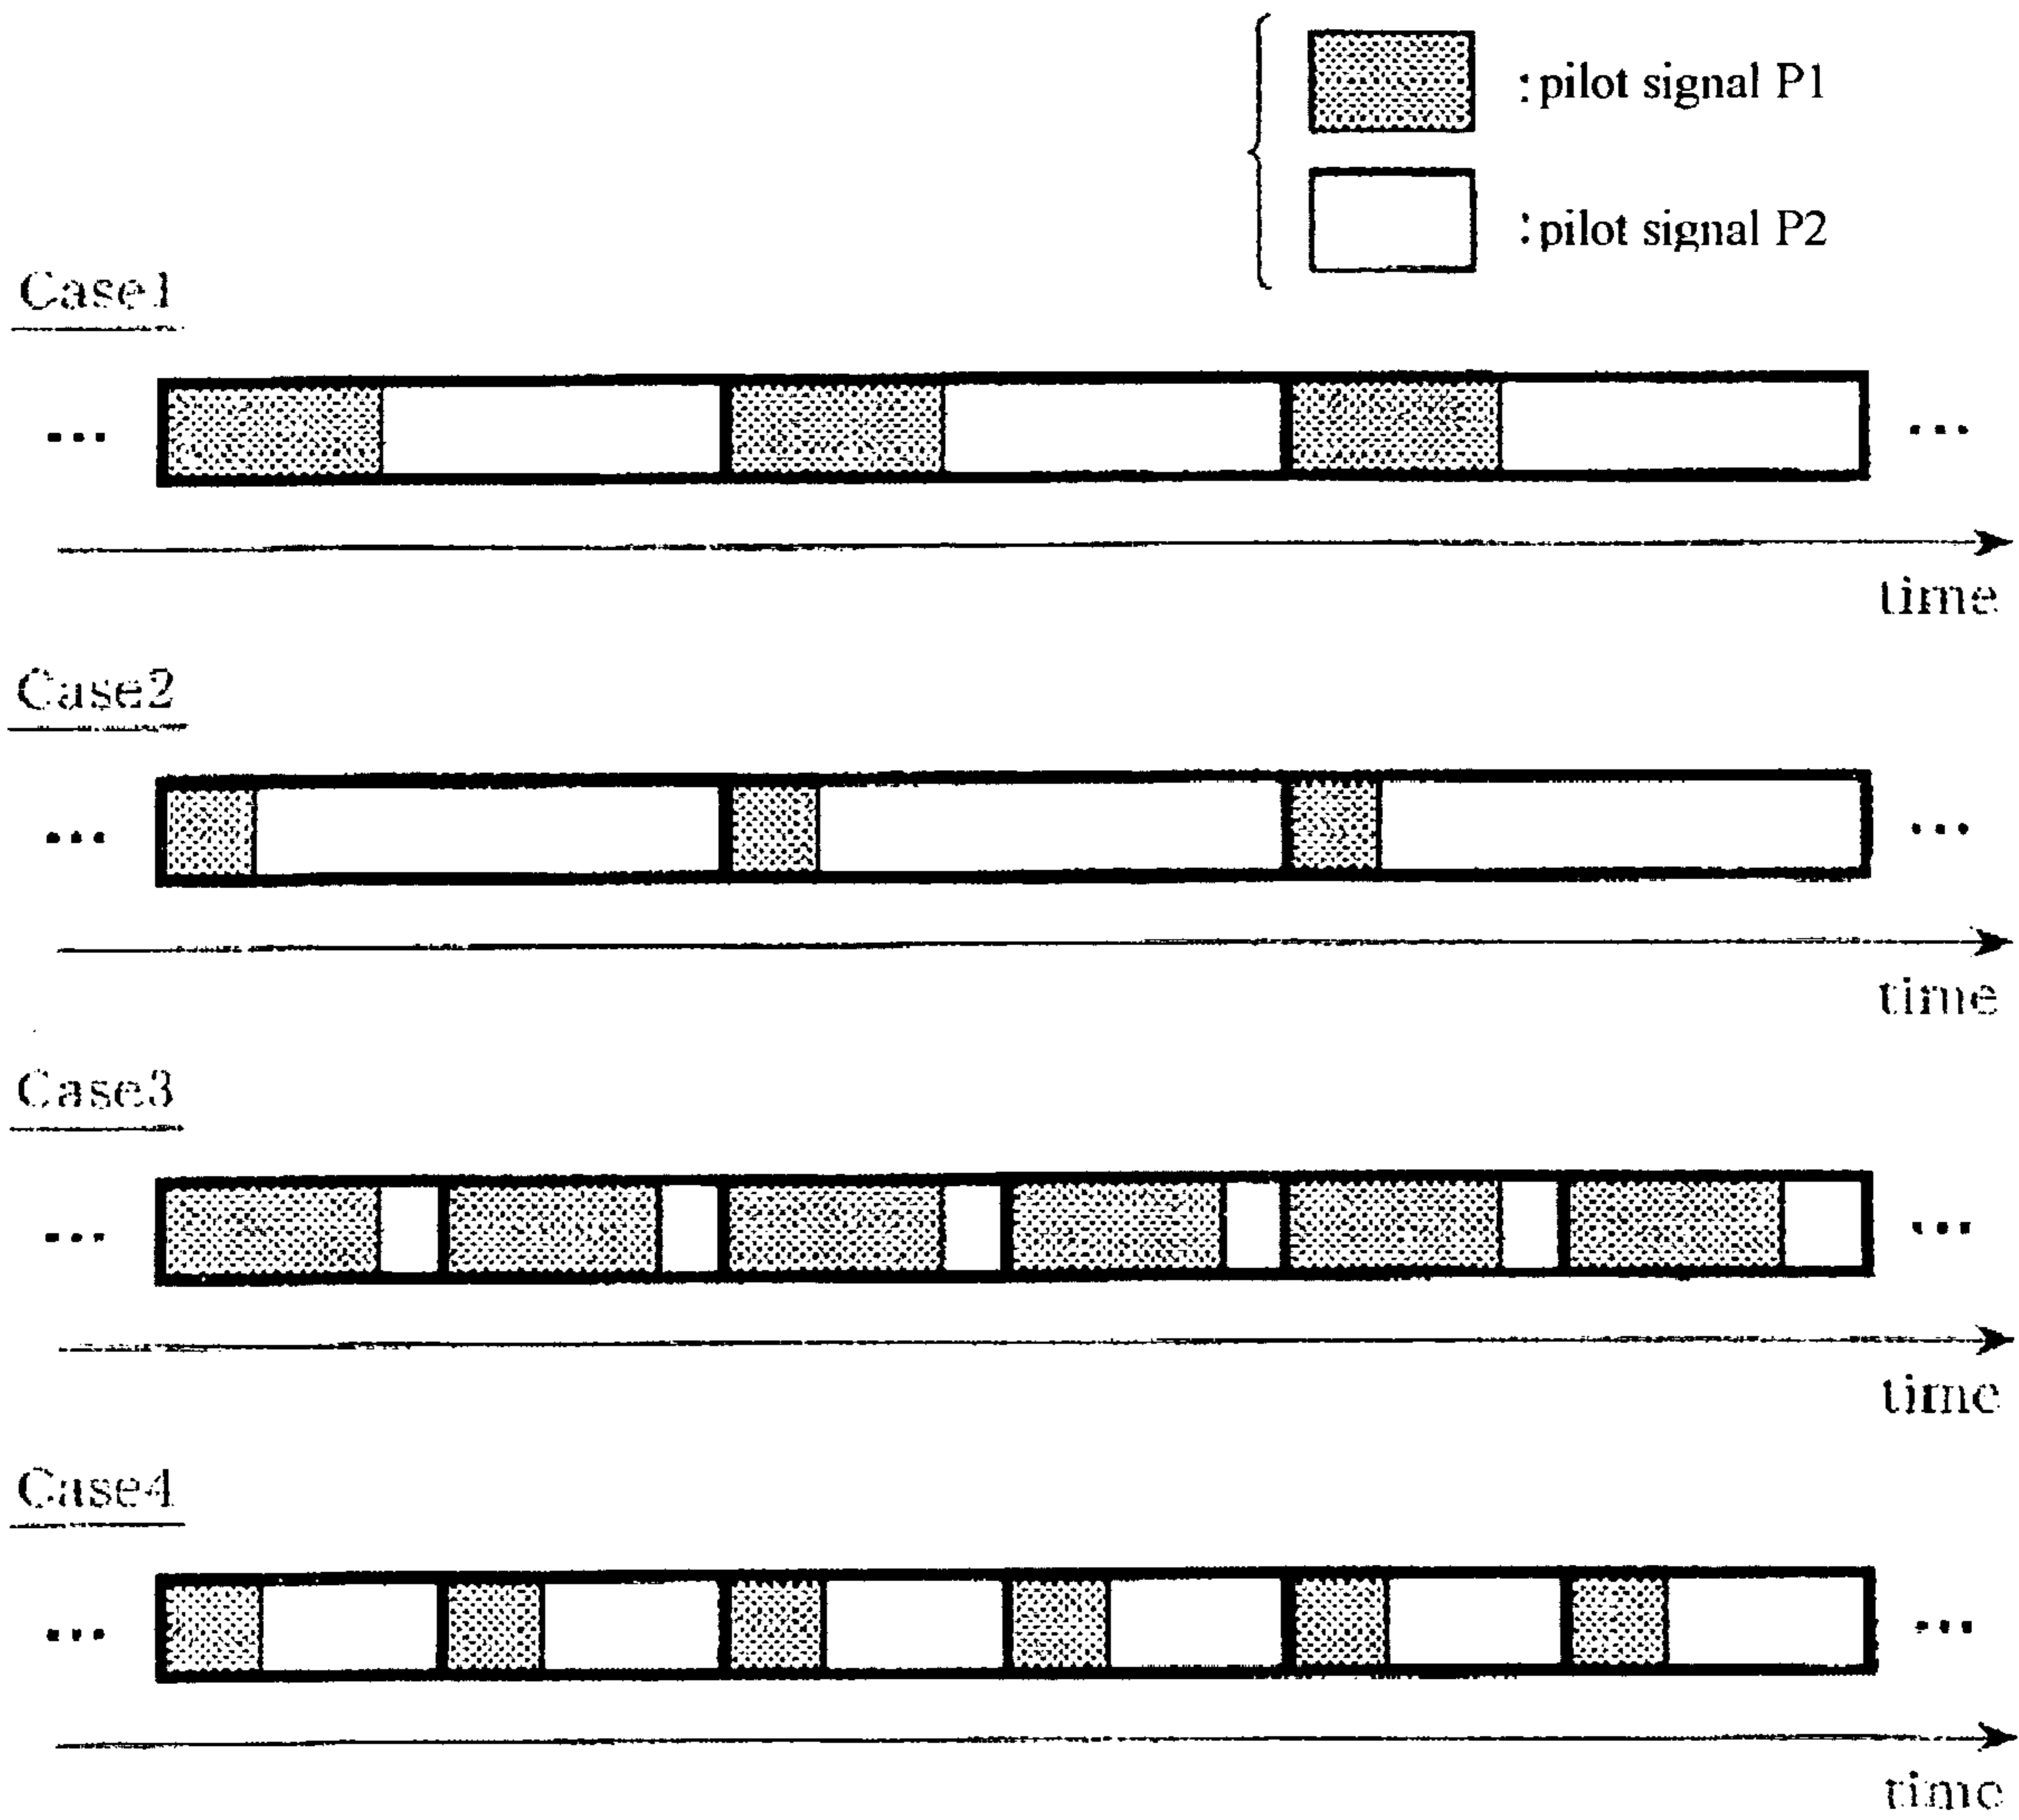 :pilot signal P1
:pilot signal P2
Case1
... ...
time
Case2
... ...
time
Case3
... ...
time
Case4
... ...
time